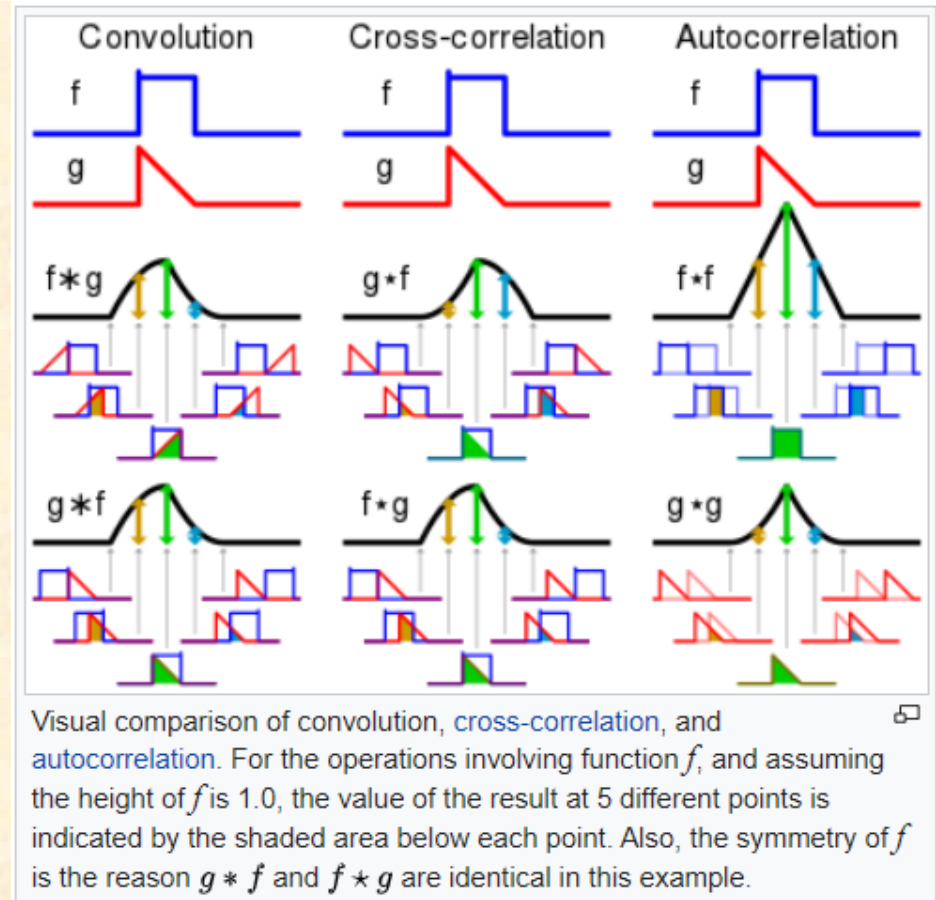 Convolution Cross-correlation Autocorrelation
f f f
g g g
f∗g g⋆f f⋆f
g∗f f⋆g g⋆g
Visual comparison of convolution, cross-correlation, and
autocorrelation. For the operations involving function f, and assuming
the height of f is 1.0, the value of the result at 5 different points is
indicated by the shaded area below each point. Also, the symmetry of f
is the reason g ∗ f and f ⋆ g are identical in this example.